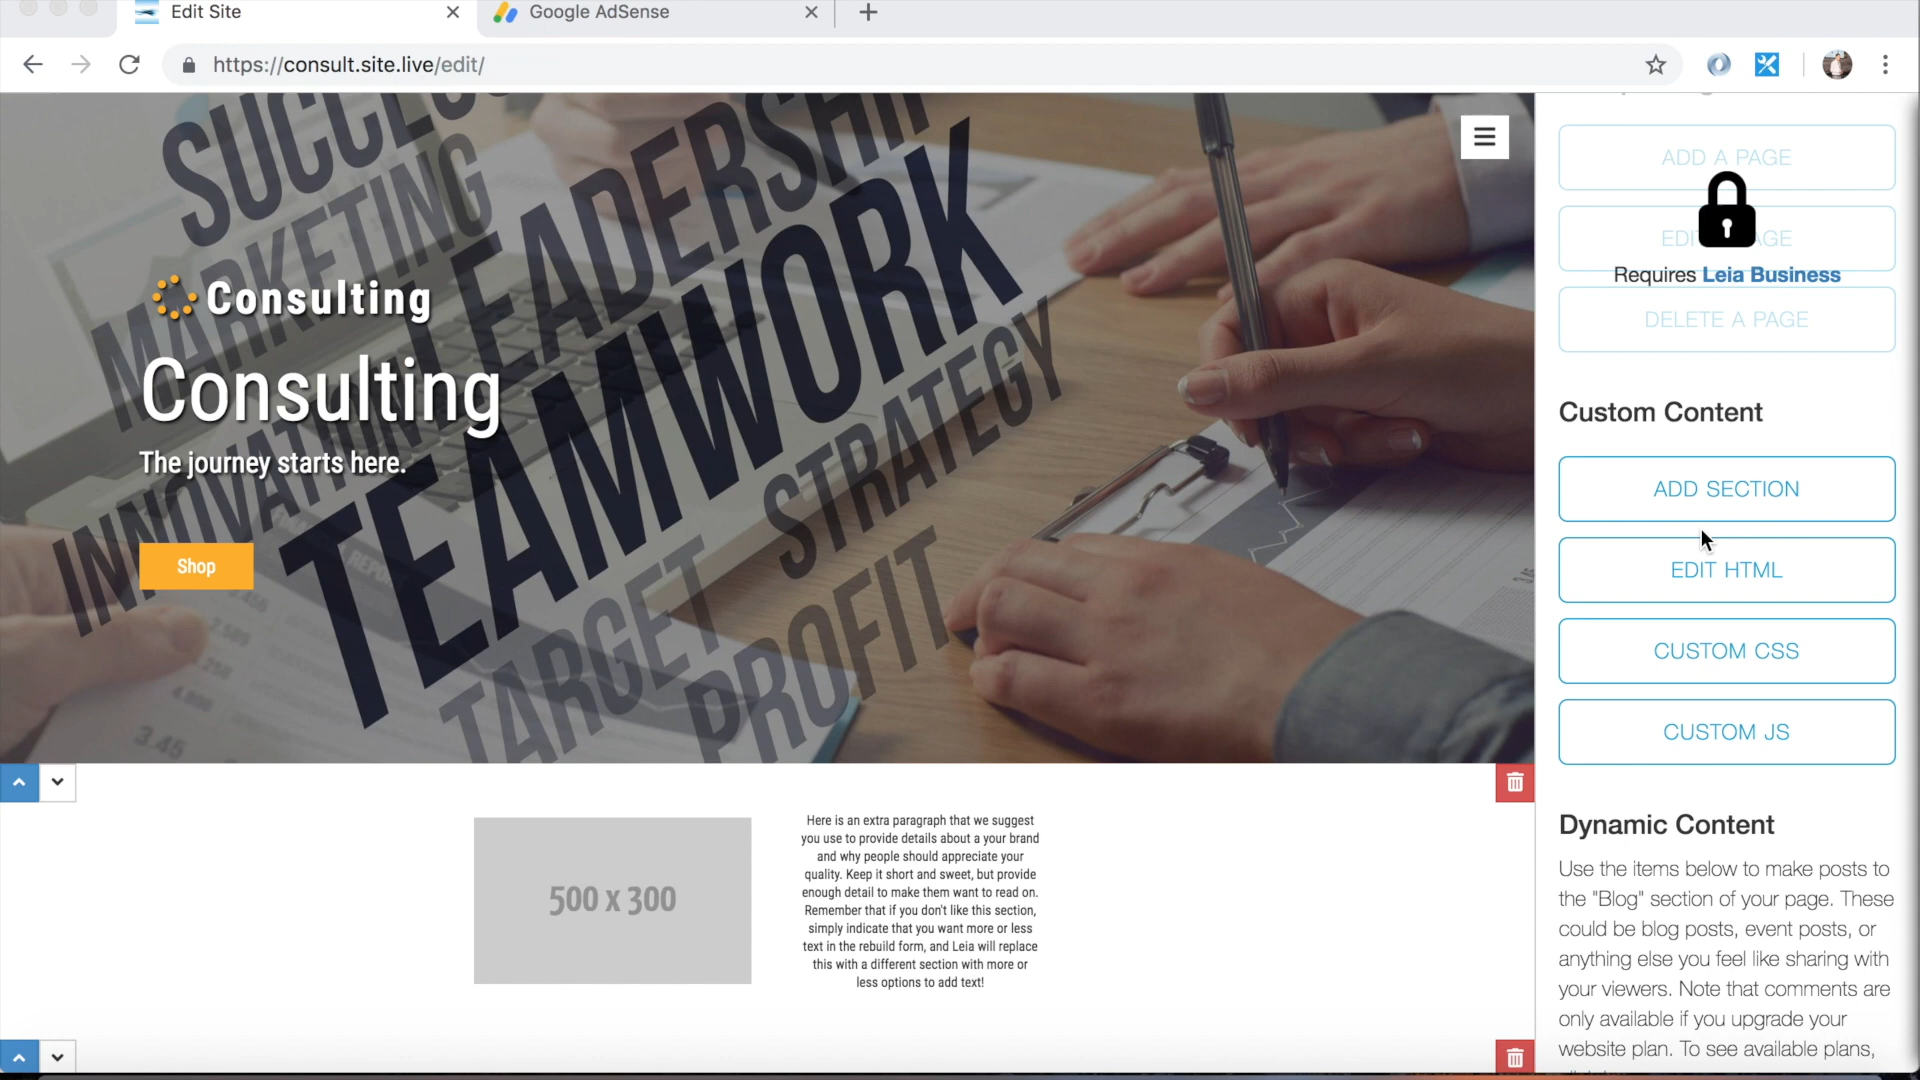 Edit Site
Google AdSense
https://consult.site.live/edit/
SUCCESS
MARKETING
LEADERSHIP
INNOVATION
TEAMWORK
STRATEGY
TARGET
PROFIT
3.45
Consulting
Consulting
The journey starts here.
Shop
500 x 300
Here is an extra paragraph that we suggest
you use to provide details about a your brand
and why people should appreciate your
quality. Keep it short and sweet, but provide
enough detail to make them want to read on.
Remember that if you don't like this section,
simply indicate that you want more or less
text in the rebuild form, and Leia will replace
this with a different section with more or
less options to add text!
ADD A PAGE
Requires Leia Business
DELETE A PAGE
Custom Content
ADD SECTION
EDIT HTML
CUSTOM CSS
CUSTOM JS
Dynamic Content
Use the items below to make posts to
the "Blog" section of your page. These
could be blog posts, event posts, or
anything else you feel like sharing with
your viewers. Note that comments are
only available if you upgrade your
website plan. To see available plans,